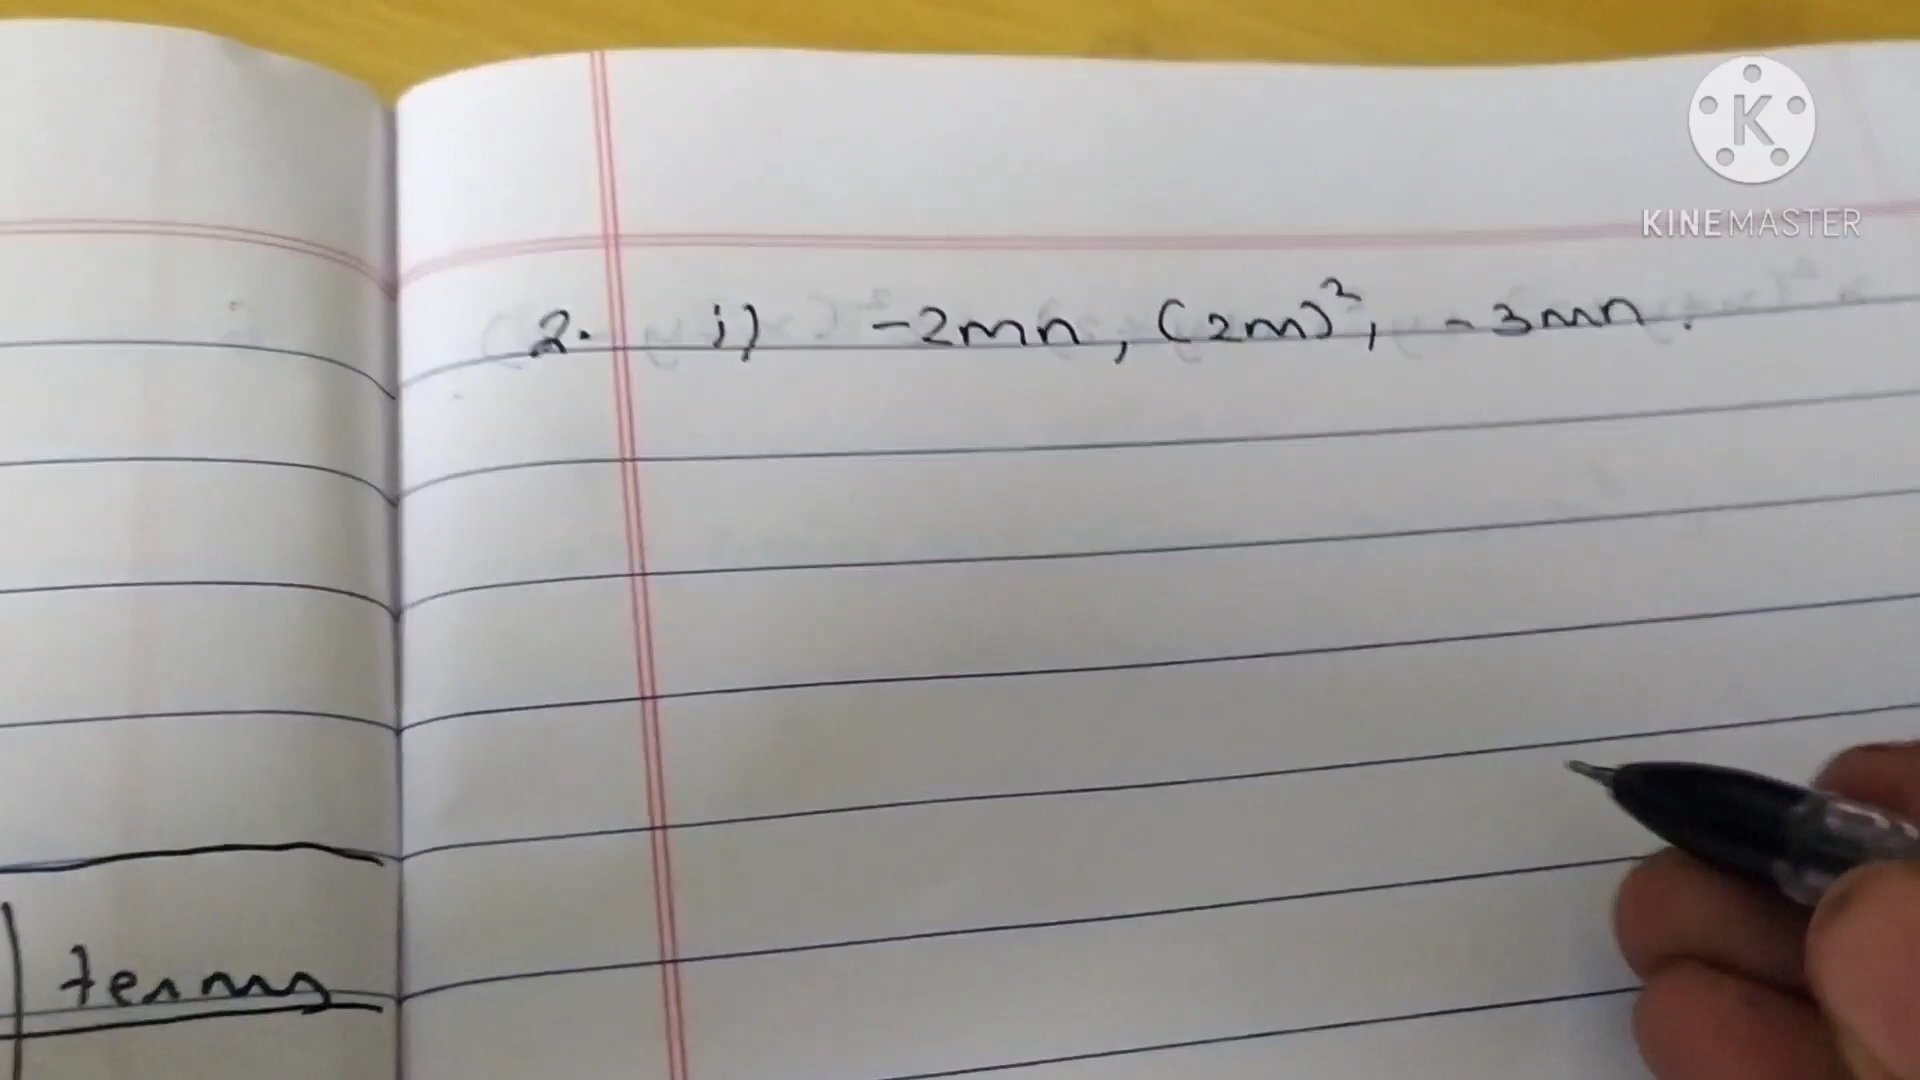 K
KINEMASTER
2. i) -2mn, (2m)², -3mn.
terms